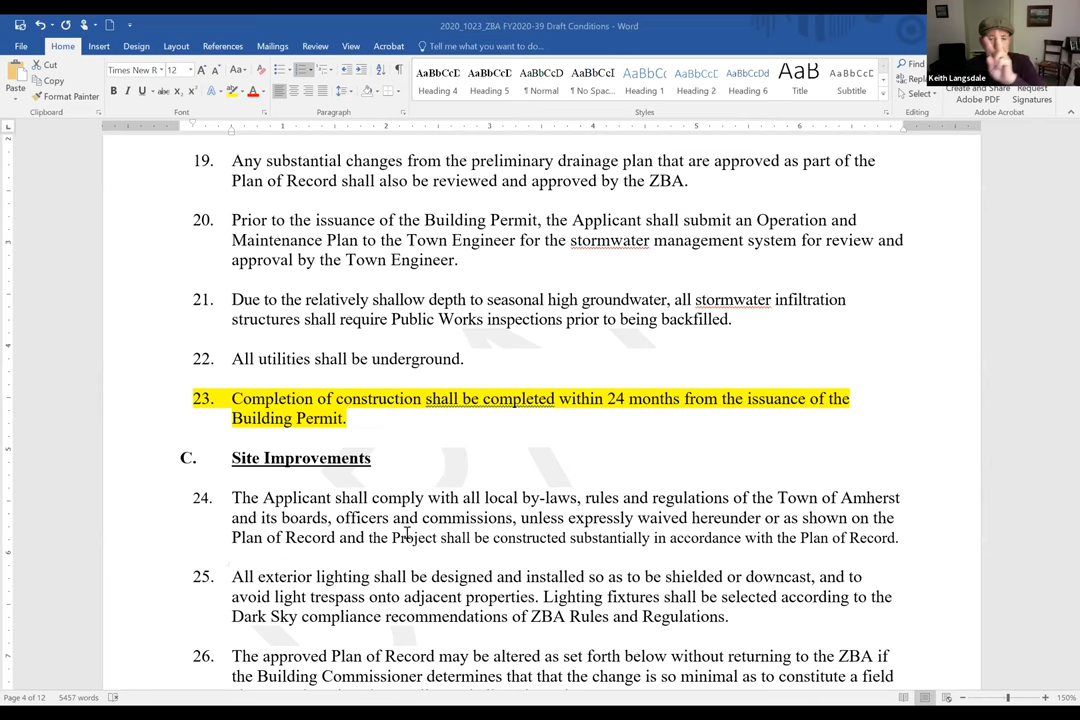 2020_1023_ZBA FY2020-39 Draft Conditions - Word
File Home Insert Design Layout References Mailings Review View Acrobat Tell me what you want to do...
Cut
Copy
Format Painter
Paste
Clipboard
Times New R 12
Font
Paragraph
AaBbCcD AaBbCcD AaBbCcD AaBbCcI AaBbCcI AaBbCcI AaBbCcDd AaB AaBbCcD
Heading 4 Heading 5 ¶ Normal ¶ No Spac... Heading 1 Heading 2 Heading 6 Title Subtitle
Styles
Find
Select
Editing
Create and Share Adobe PDF
Request Signatures
Adobe Acrobat
Keith Langsdale
19. Any substantial changes from the preliminary drainage plan that are approved as part of the
Plan of Record shall also be reviewed and approved by the ZBA.
20. Prior to the issuance of the Building Permit, the Applicant shall submit an Operation and
Maintenance Plan to the Town Engineer for the stormwater management system for review and
approval by the Town Engineer.
21. Due to the relatively shallow depth to seasonal high groundwater, all stormwater infiltration
structures shall require Public Works inspections prior to being backfilled.
22. All utilities shall be underground.
23. Completion of construction shall be completed within 24 months from the issuance of the
Building Permit.
C. Site Improvements
24. The Applicant shall comply with all local by-laws, rules and regulations of the Town of Amherst
and its boards, officers and commissions, unless expressly waived hereunder or as shown on the
Plan of Record and the Project shall be constructed substantially in accordance with the Plan of Record.
25. All exterior lighting shall be designed and installed so as to be shielded or downcast, and to
avoid light trespass onto adjacent properties. Lighting fixtures shall be selected according to the
Dark Sky compliance recommendations of ZBA Rules and Regulations.
26. The approved Plan of Record may be altered as set forth below without returning to the ZBA if
the Building Commissioner determines that that the change is so minimal as to constitute a field
Page 4 of 12 5457 words
150%